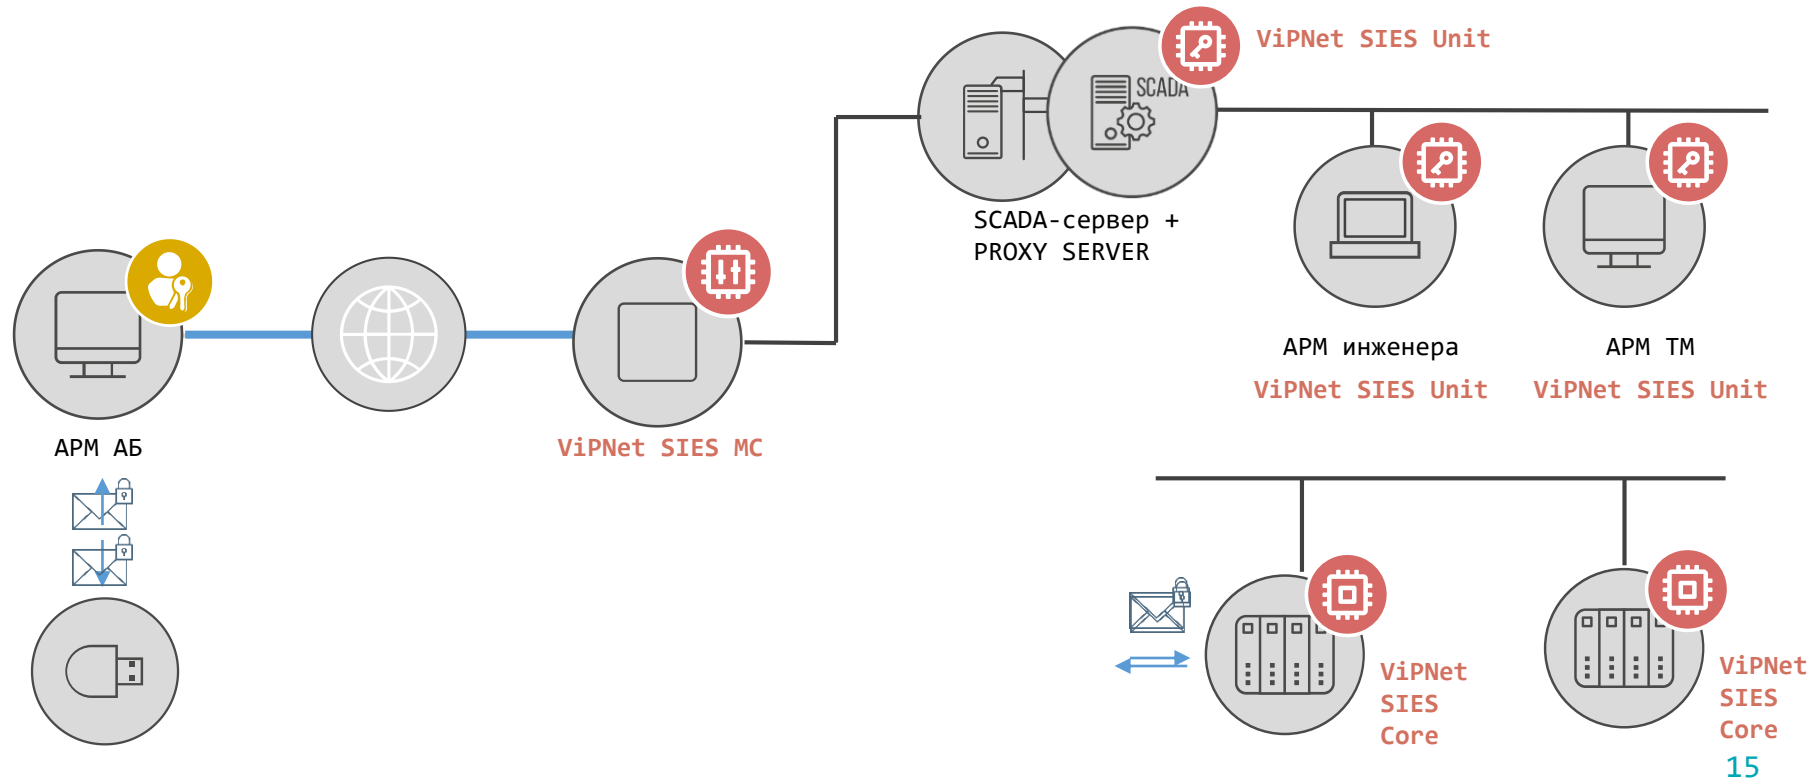 ViPNet SIES Unit
SCADA
SCADA-сервер +
PROXY SERVER
АРМ инженера
ViPNet SIES Unit
АРМ ТМ
ViPNet SIES Unit
АРМ АБ
ViPNet SIES MC
ViPNet
SIES
Core
ViPNet
SIES
Core
15